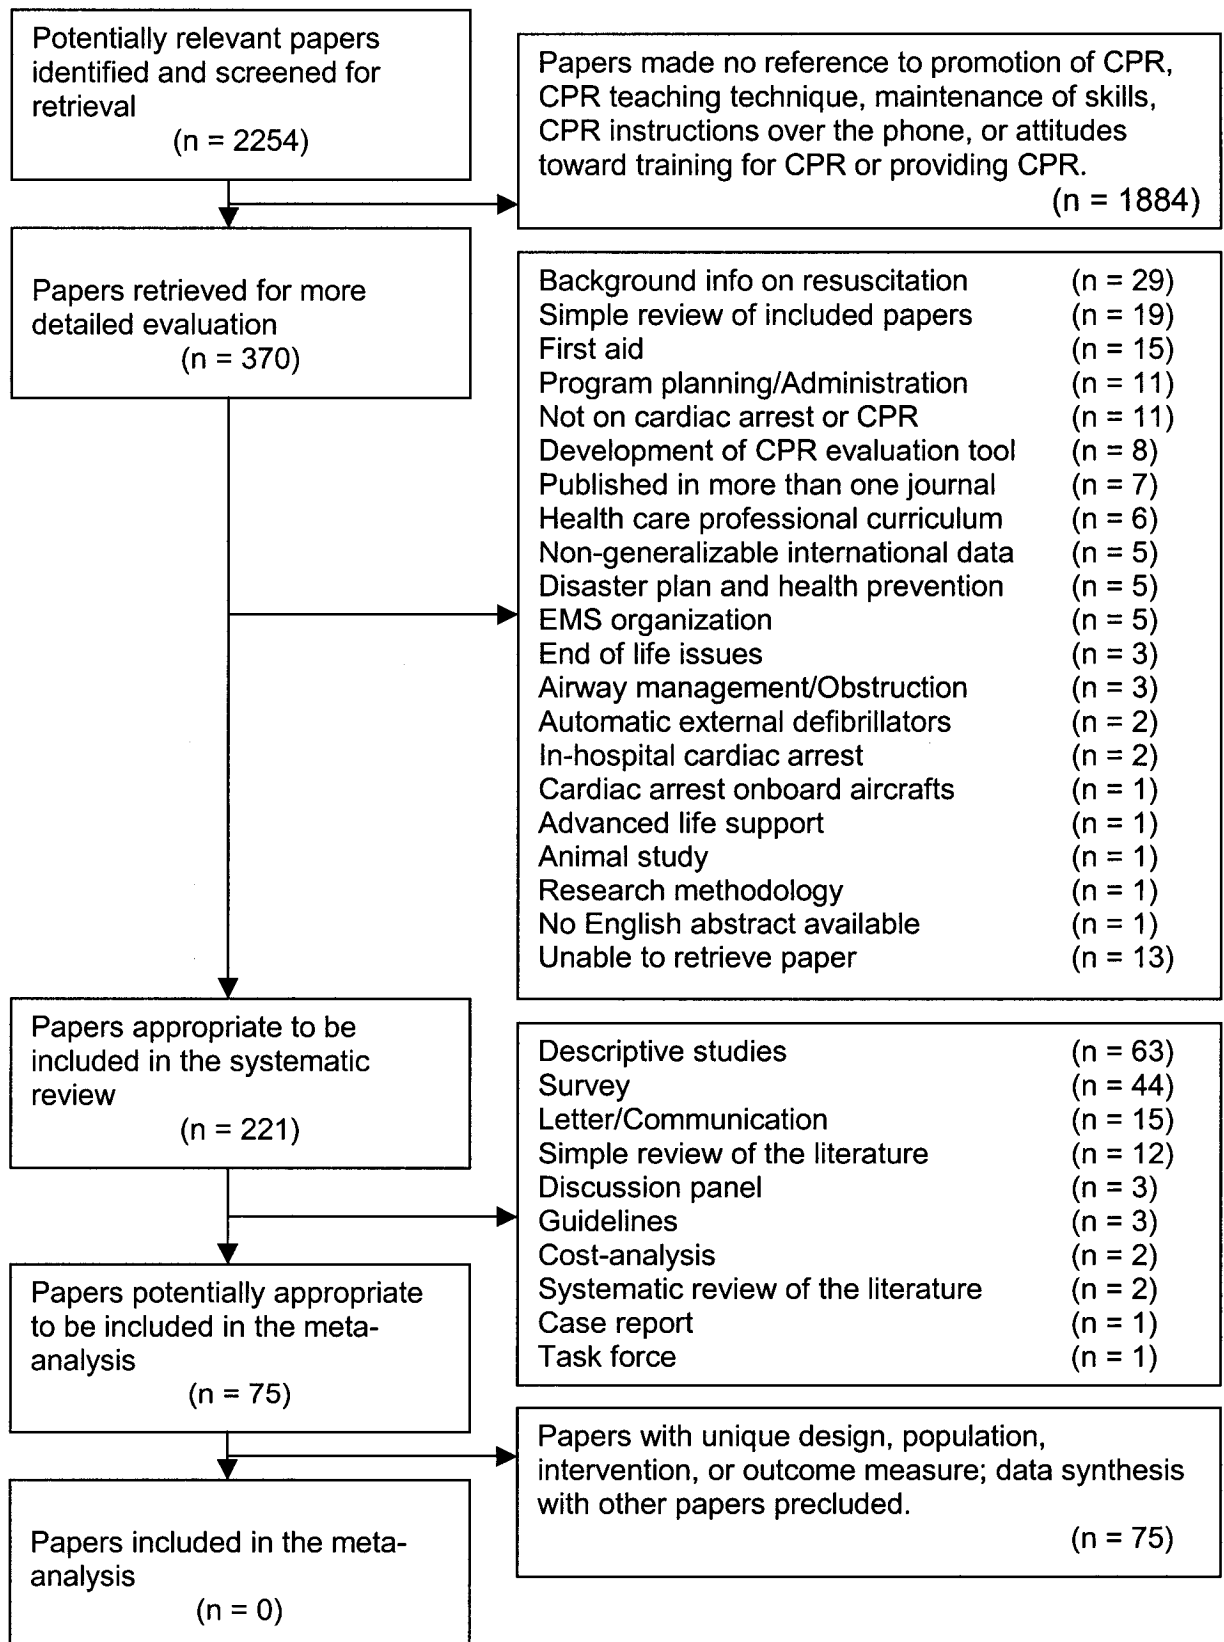 Potentially relevant papers
identified and screened for
retrieval
(n = 2254)
Papers made no reference to promotion of CPR,
CPR teaching technique, maintenance of skills,
CPR instructions over the phone, or attitudes
toward training for CPR or providing CPR.
(n = 1884)
Papers retrieved for more
detailed evaluation
(n = 370)
Background info on resuscitation (n = 29)
Simple review of included papers (n = 19)
First aid (n = 15)
Program planning/Administration (n = 11)
Not on cardiac arrest or CPR (n = 11)
Development of CPR evaluation tool (n = 8)
Published in more than one journal (n = 7)
Health care professional curriculum (n = 6)
Non-generalizable international data (n = 5)
Disaster plan and health prevention (n = 5)
EMS organization (n = 5)
End of life issues (n = 3)
Airway management/Obstruction (n = 3)
Automatic external defibrillators (n = 2)
In-hospital cardiac arrest (n = 2)
Cardiac arrest onboard aircrafts (n = 1)
Advanced life support (n = 1)
Animal study (n = 1)
Research methodology (n = 1)
No English abstract available (n = 1)
Unable to retrieve paper (n = 13)
Papers appropriate to be
included in the systematic
review
(n = 221)
Descriptive studies (n = 63)
Survey (n = 44)
Letter/Communication (n = 15)
Simple review of the literature (n = 12)
Discussion panel (n = 3)
Guidelines (n = 3)
Cost-analysis (n = 2)
Systematic review of the literature (n = 2)
Case report (n = 1)
Task force (n = 1)
Papers potentially appropriate
to be included in the meta-
analysis
(n = 75)
Papers with unique design, population,
intervention, or outcome measure; data synthesis
with other papers precluded.
(n = 75)
Papers included in the meta-
analysis
(n = 0)